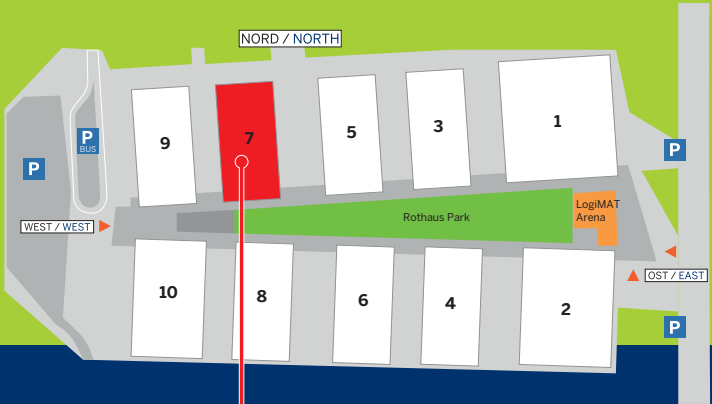 NORD / NORTH
1
3
5
7
9
P
BUS
P
P
LogiMAT
Arena
Rothaus Park
WEST / WEST
OST / EAST
10
8
6
4
2
P